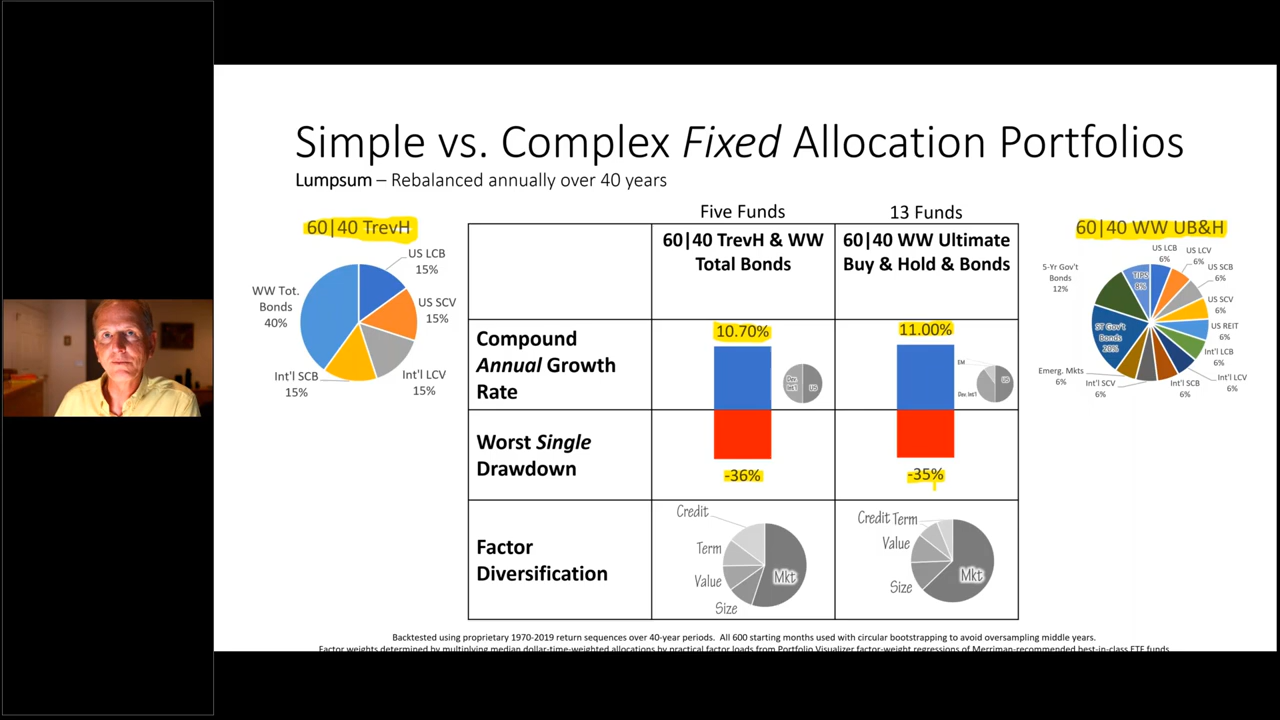 Simple vs. Complex Fixed Allocation Portfolios
Lumpsum – Rebalanced annually over 40 years
60|40 TrevH
US LCB
15%
US SCV
15%
Int'l LCV
15%
Int'l SCB
15%
WW Tot.
Bonds
40%
Five Funds
13 Funds
60|40 TrevH & WW
Total Bonds
60|40 WW Ultimate
Buy & Hold & Bonds
Compound
Annual Growth
Rate
10.70%
Dev.
Int'l
US
11.00%
EM
Dev. Int'l
US
Worst Single
Drawdown
-36%
-35%
Factor
Diversification
Credit
Term
Value
Size
Mkt
Credit Term
Value
Size
Mkt
60|40 WW UB&H
US LCB
6%
US LCV
6%
US SCB
6%
US SCV
6%
US REIT
6%
Int'l LCB
6%
Int'l LCV
6%
Int'l SCB
6%
Int'l SCV
6%
Emerg. Mkts
6%
ST Gov't
Bonds
20%
5-Yr Gov't
Bonds
12%
TIPS
8%
Backtested using proprietary 1970-2019 return sequences over 40-year periods. All 600 starting months used with circular bootstrapping to avoid oversampling middle years.
Factor weights determined by multiplying median dollar-time-weighted allocations by practical factor loads from Portfolio Visualizer factor-weight regressions of Merriman-recommended best-in-class ETF funds